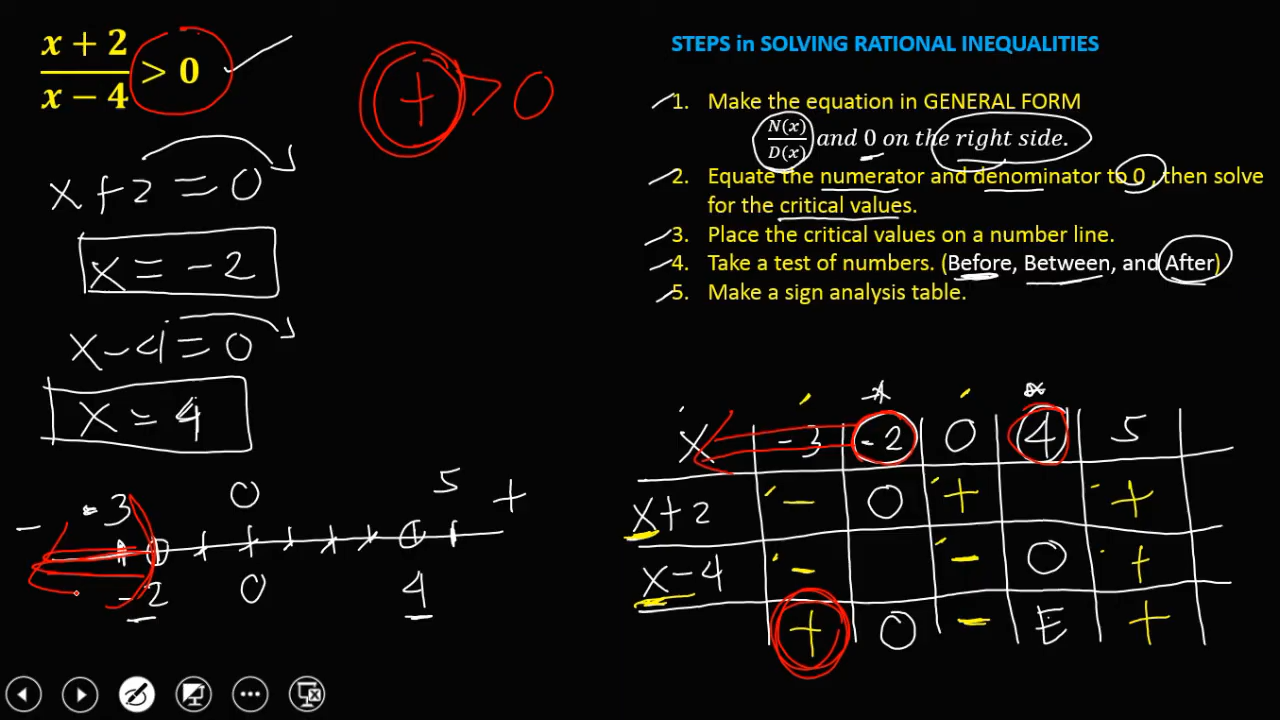 x + 2
x − 4
> 0
+ > 0
x + 2 = 0
x = -2
x - 4 = 0
x = 4
- -3 0 5 +
-2 0 4
STEPS in SOLVING RATIONAL INEQUALITIES
1. Make the equation in GENERAL FORM
N(x)
D(x)
and 0 on the right side.
2. Equate the numerator and denominator to 0 , then solve
for the critical values.
3. Place the critical values on a number line.
4. Take a test of numbers. (Before, Between, and After)
5. Make a sign analysis table.
x -3 -2 0 4 5
x+2 - 0 + +
x-4 - - 0 +
+ 0 - E +